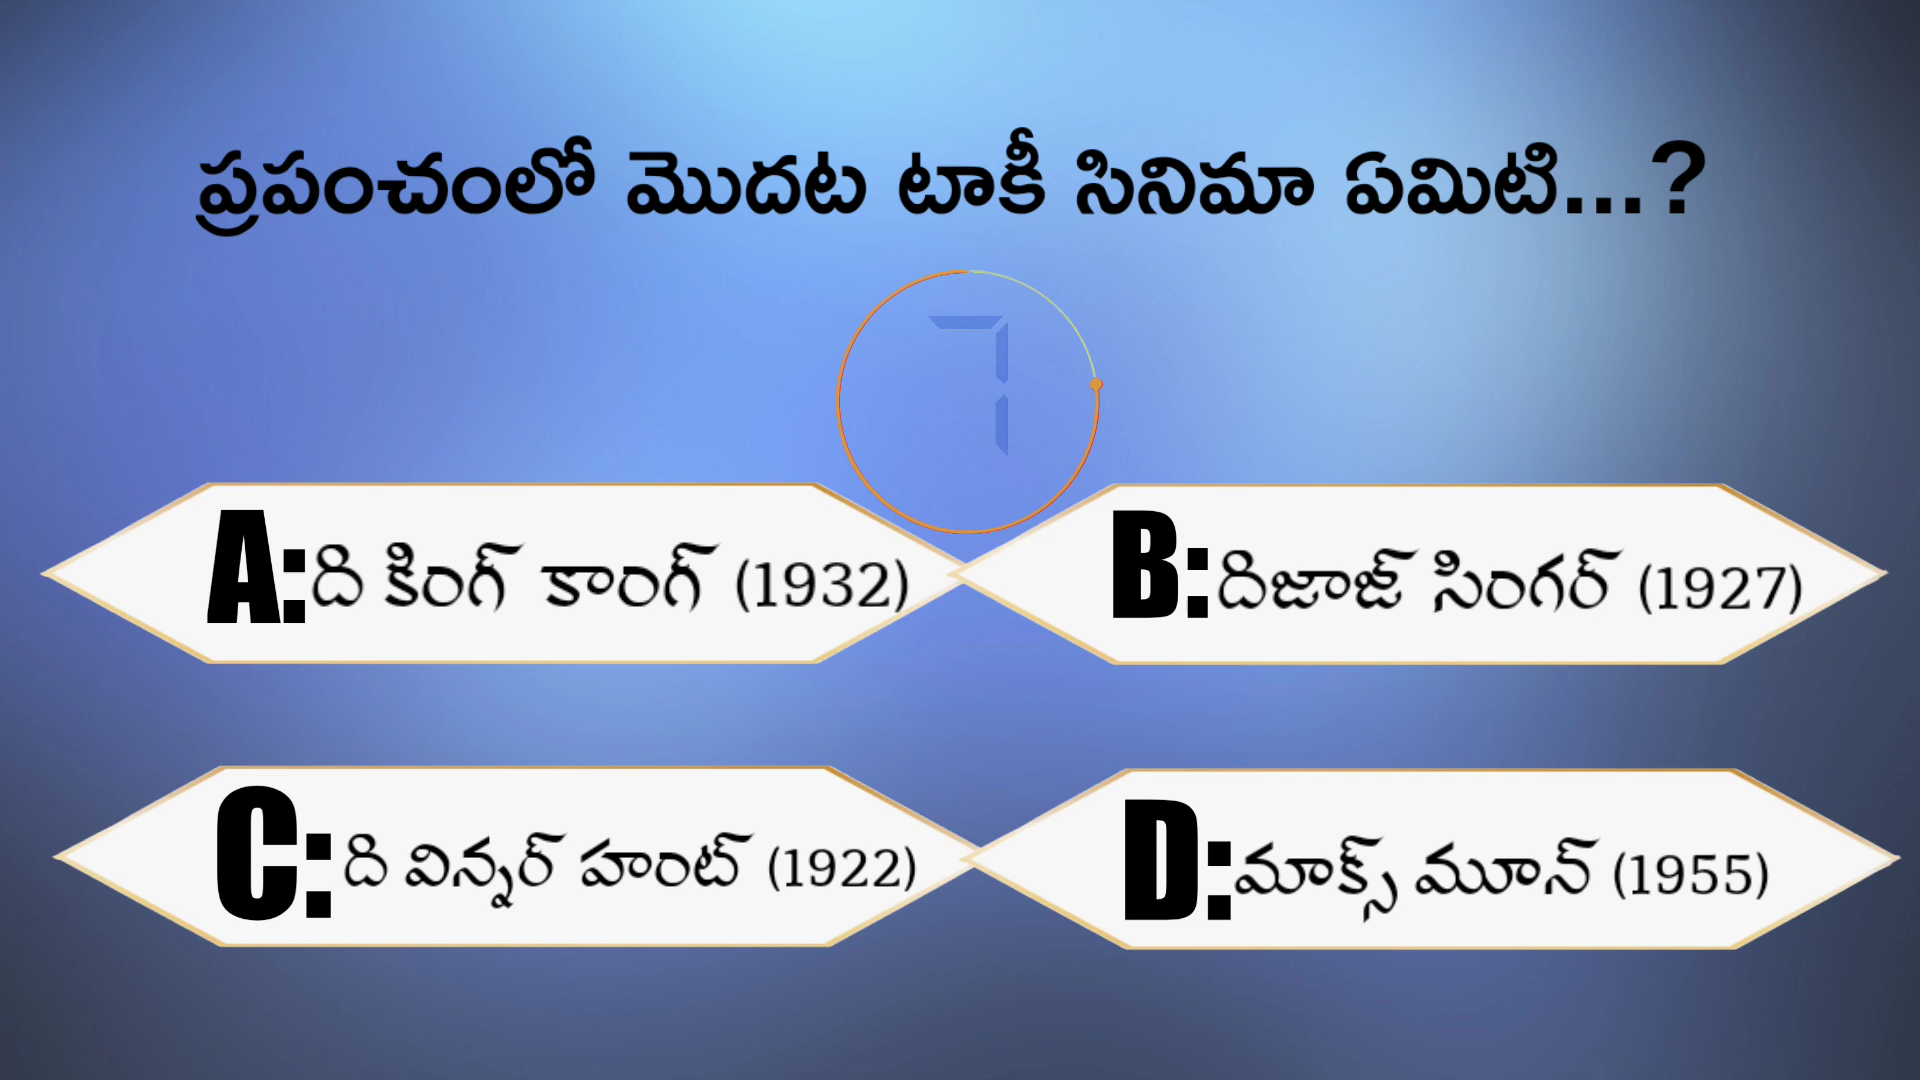 ప్రపంచంలో మొదట టాకీ సినిమా ఏమిటి...?
7
A:ది కింగ్ కాంగ్ (1932)
B:దిజాజ్ సింగర్ (1927)
C:ది విన్నర్ హంట్ (1922)
D:మాక్స్ మూన్ (1955)